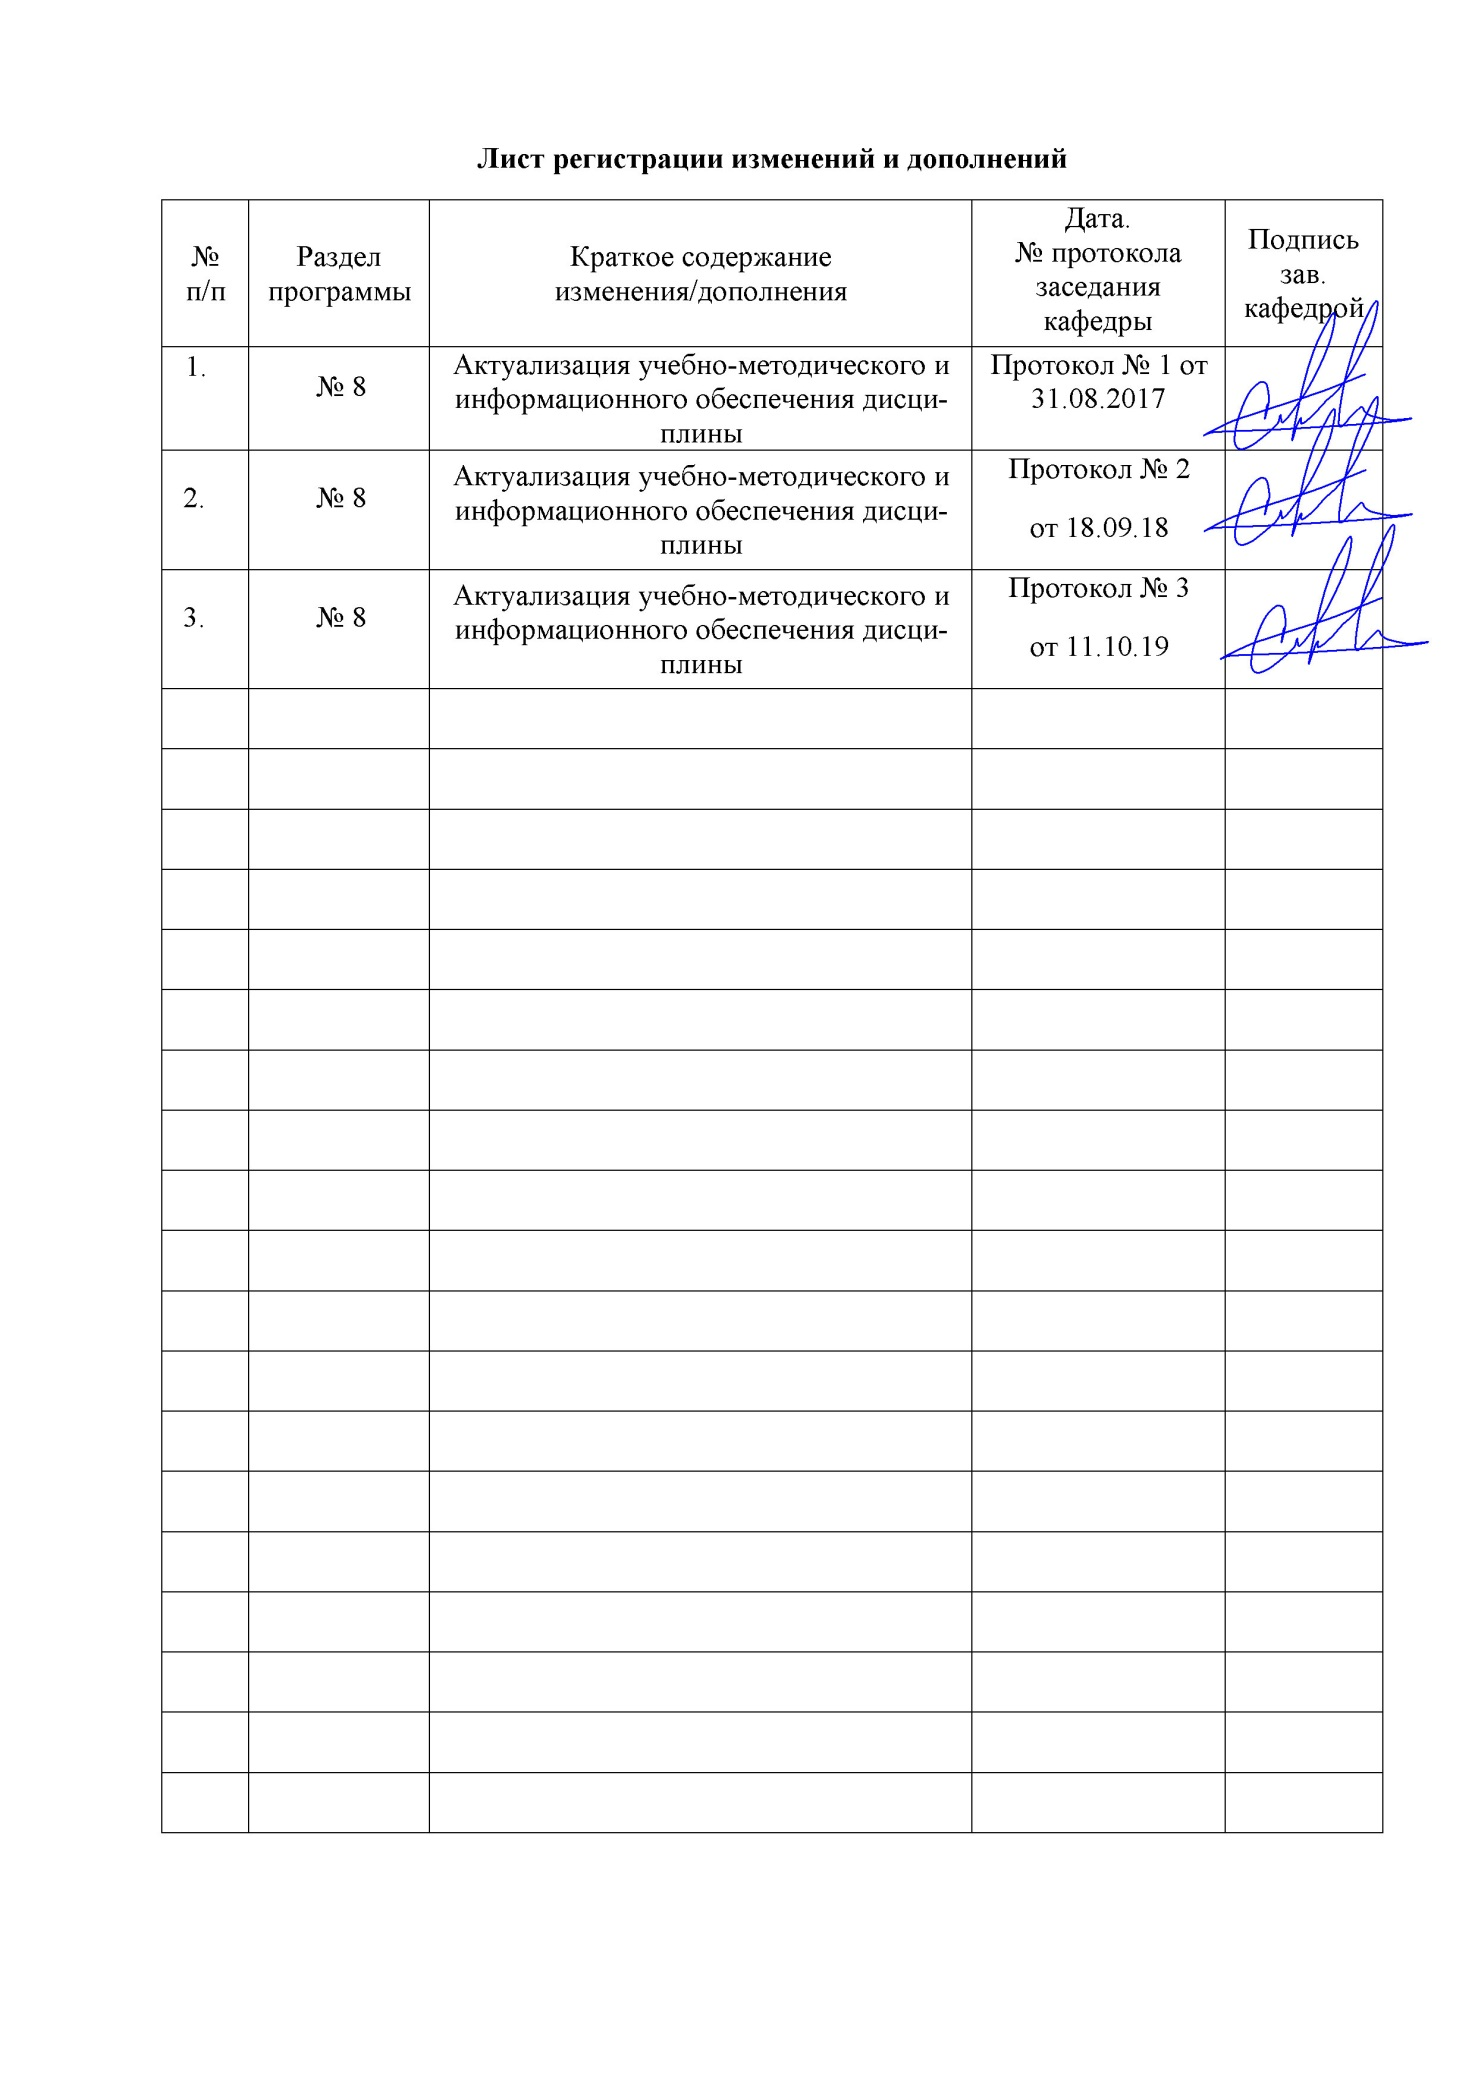 Лист регистрации изменений и дополнений
№
п/п
Раздел
программы
Краткое содержание
изменения/дополнения
Дата.
№ протокола
заседания
кафедры
Подпись
зав.
кафедрой
1.
№ 8
Актуализация учебно-методического и
информационного обеспечения дисци-
плины
Протокол № 1 от
31.08.2017
2.
№ 8
Актуализация учебно-методического и
информационного обеспечения дисци-
плины
Протокол № 2
от 18.09.18
3.
№ 8
Актуализация учебно-методического и
информационного обеспечения дисци-
плины
Протокол № 3
от 11.10.19